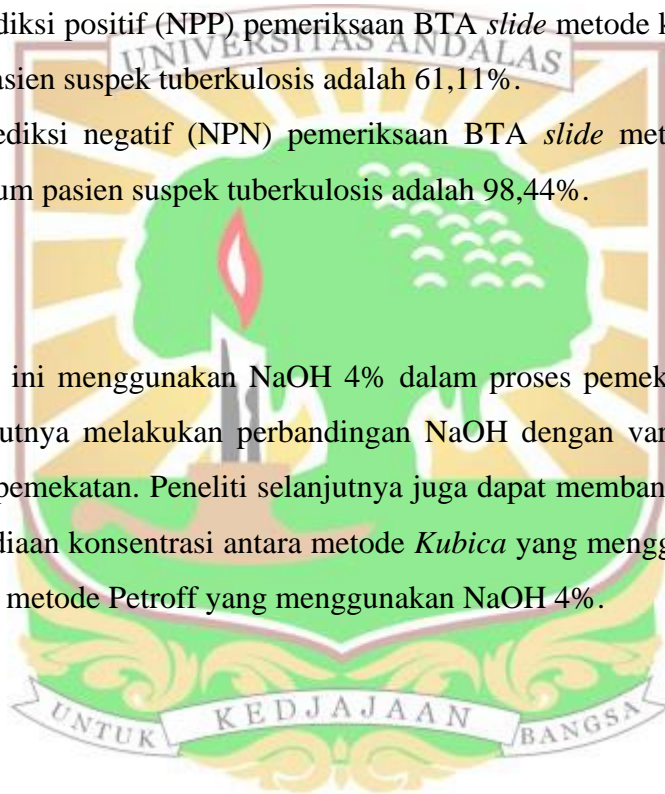 diksi positif (NPP) pemeriksaan BTA slide metode
UNIVERSITAS ANDALAS
asien suspek tuberkulosis adalah 61,11%.
ediksi negatif (NPN) pemeriksaan BTA slide met
um pasien suspek tuberkulosis adalah 98,44%.
ini menggunakan NaOH 4% dalam proses pemek
utnya melakukan perbandingan NaOH dengan var
pemekatan. Peneliti selanjutnya juga dapat memban
diaan konsentrasi antara metode Kubica yang mengg
metode Petroff yang menggunakan NaOH 4%.
UNTUK KEDJAJAAN BANGSA